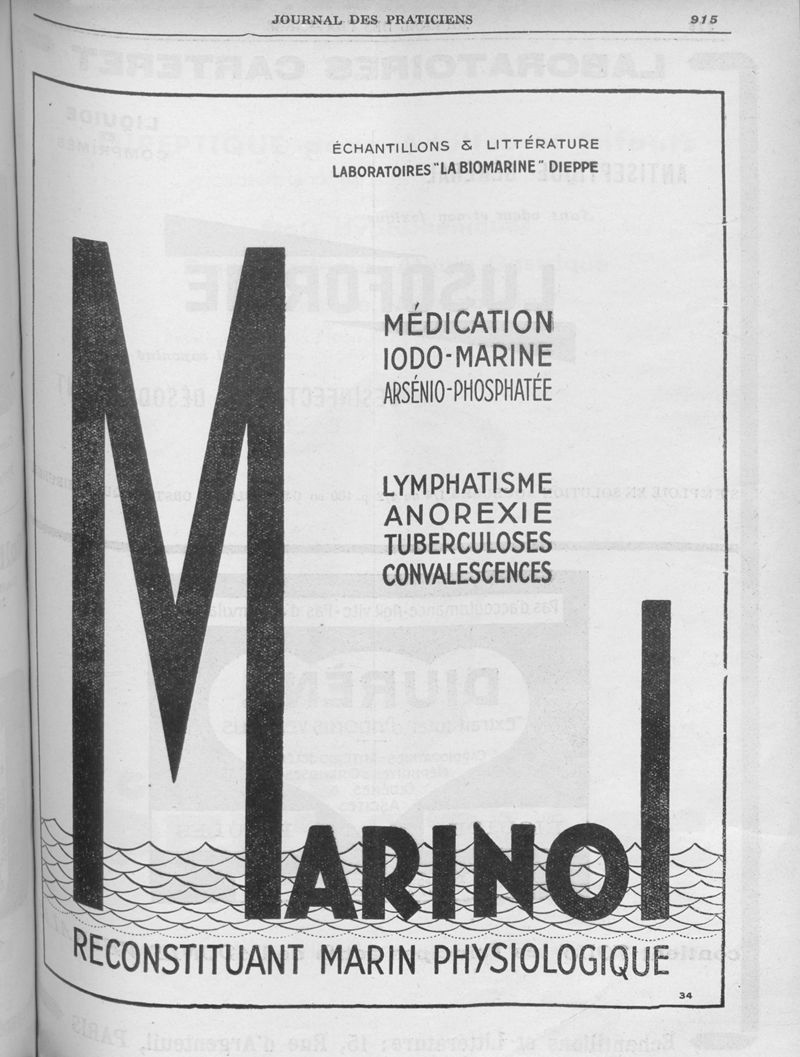 JOURNAL DES PRATICIENS 915
ÉCHANTILLONS & LITTÉRATURE
LABORATOIRES "LA BIOMARINE" DIEPPE
MÉDICATION
IODO-MARINE
ARSÉNIO-PHOSPHATÉE
LYMPHATISME
ANOREXIE
TUBERCULOSES
CONVALESCENCES
MARINOL
RECONSTITUANT MARIN PHYSIOLOGIQUE
34